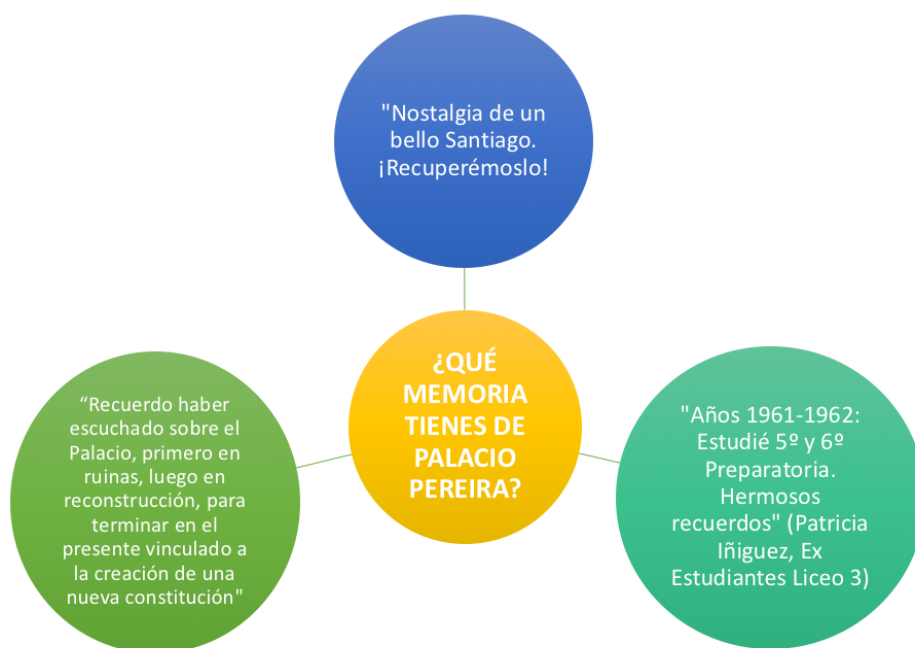 "Nostalgia de un
bello Santiago.
¡Recuperémoslo!
¿QUÉ
MEMORIA
TIENES DE
PALACIO
PEREIRA?
“Recuerdo haber
escuchado sobre el
Palacio, primero en
ruinas, luego en
reconstrucción, para
terminar en el
presente vinculado a
la creación de una
nueva constitución"
"Años 1961-1962:
Estudié 5º y 6º
Preparatoria.
Hermosos
recuerdos" (Patricia
Iñiguez, Ex
Estudiantes Liceo 3)